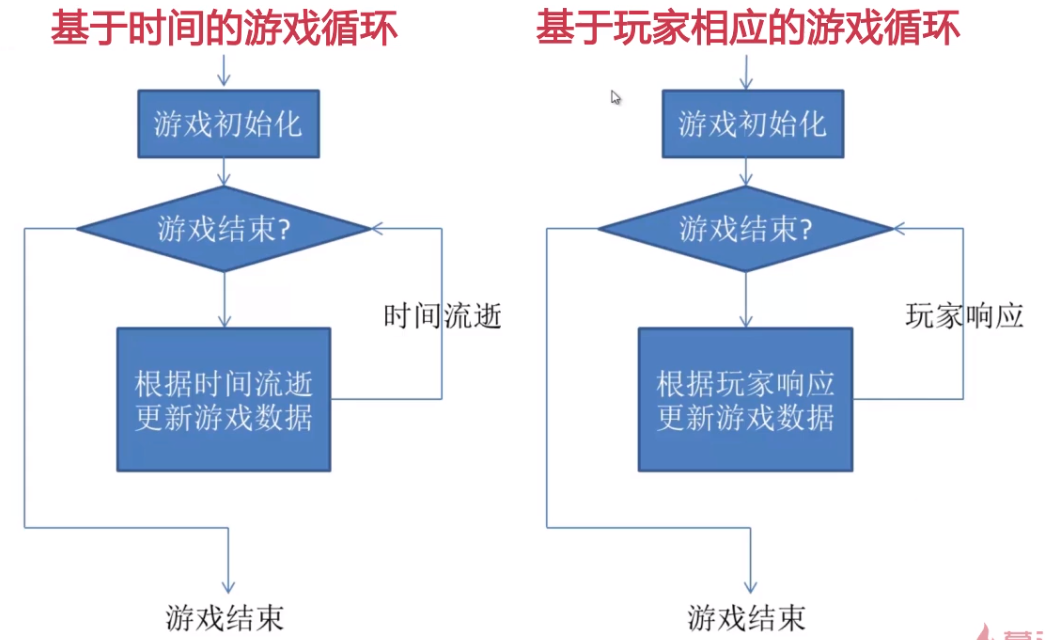 基于时间的游戏循环
游戏初始化
游戏结束?
时间流逝
根据时间流逝
更新游戏数据
游戏结束
基于玩家相应的游戏循环
游戏初始化
游戏结束?
玩家响应
根据玩家响应
更新游戏数据
游戏结束